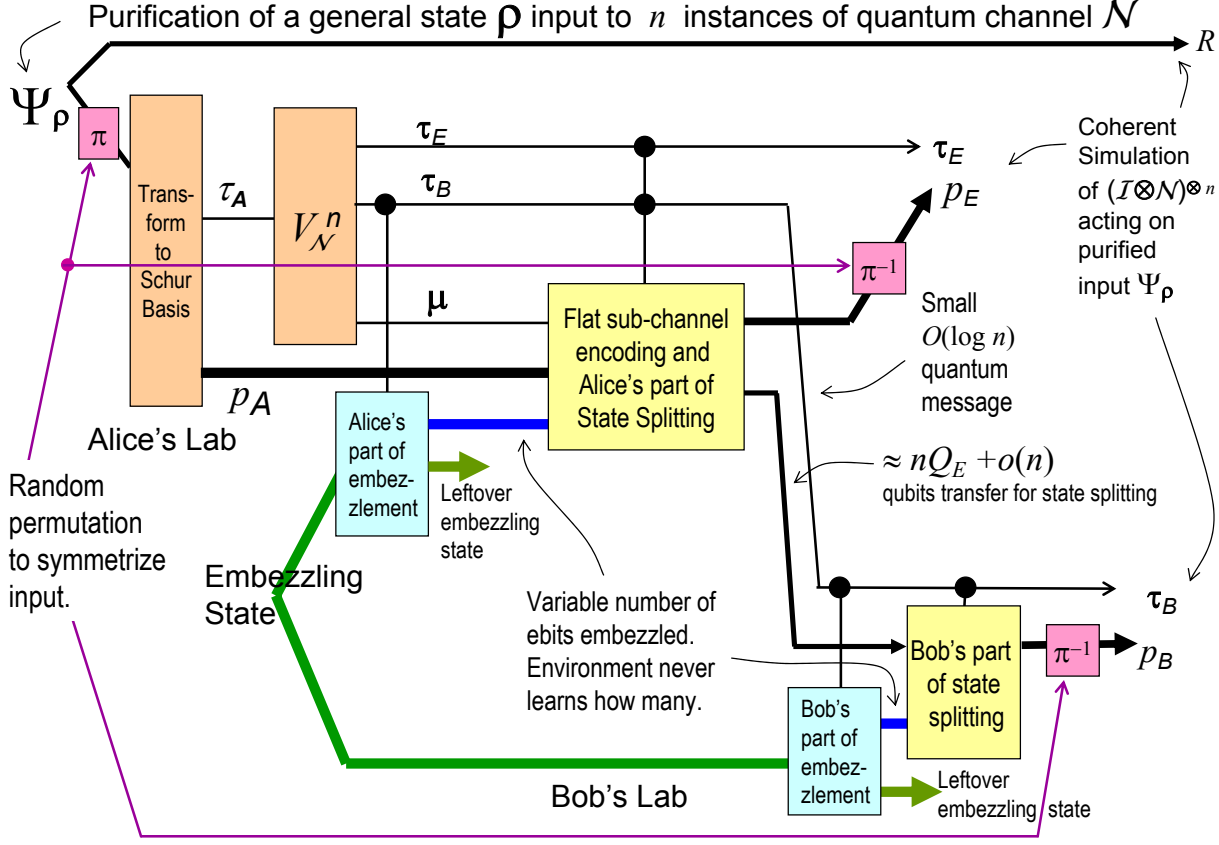 Purification of a general state ρ input to n instances of quantum channel 𝒩
R
Ψρ
π
Trans-
form
to
Schur
Basis
τA
V𝒩ⁿ
τE
τB
μ
pA
Alice's Lab
Alice's
part of
embez-
zlement
Flat sub-channel
encoding and
Alice's part of
State Splitting
π⁻¹
τE
pE
Coherent
Simulation
of (ℐ⊗𝒩)⊗ n
acting on
purified
input Ψρ
Small
O(log n)
quantum
message
≈ nQE +o(n)
qubits transfer for state splitting
Leftover
embezzling
state
Random
permutation
to symmetrize
input.
Embezzling
State
Variable number of
ebits embezzled.
Environment never
learns how many.
Bob's Lab
Bob's
part of
embez-
zlement
Bob's part
of state
splitting
π⁻¹
τB
pB
Leftover
embezzling state